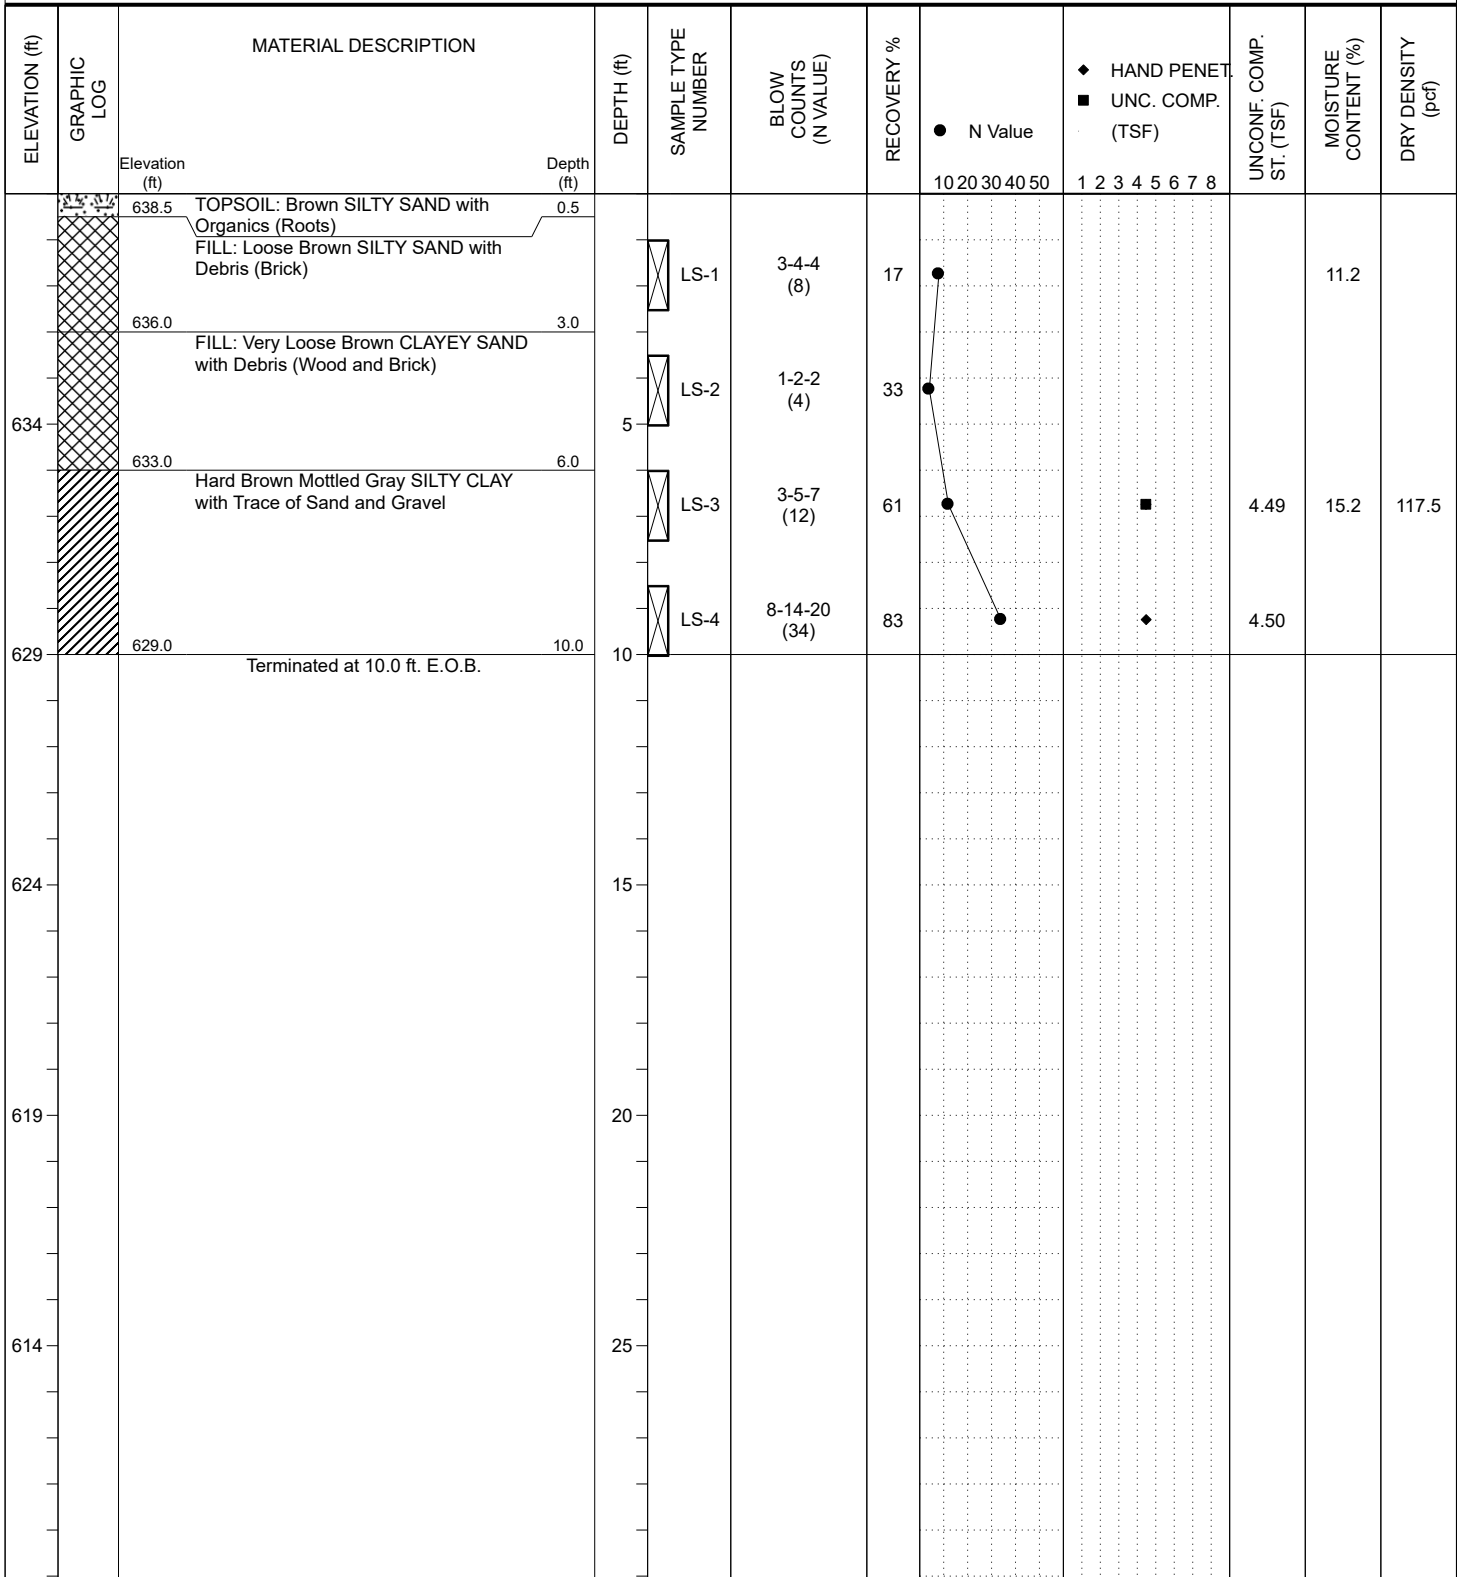 ELEVATION (ft)
GRAPHIC
LOG
MATERIAL DESCRIPTION
Elevation
(ft)
Depth
(ft)
DEPTH (ft)
SAMPLE TYPE
NUMBER
BLOW
COUNTS
(N VALUE)
RECOVERY %
N Value
10 20 30 40 50
HAND PENET.
UNC. COMP.
(TSF)
1 2 3 4 5 6 7 8
UNCONF. COMP.
ST. (TSF)
MOISTURE
CONTENT (%)
DRY DENSITY
(pcf)
638.5 TOPSOIL: Brown SILTY SAND with 0.5
Organics (Roots)
FILL: Loose Brown SILTY SAND with
Debris (Brick)
LS-1 3-4-4 17 11.2
(8)
636.0 3.0
FILL: Very Loose Brown CLAYEY SAND
with Debris (Wood and Brick)
LS-2 1-2-2 33
(4)
634 5
633.0 6.0
Hard Brown Mottled Gray SILTY CLAY
with Trace of Sand and Gravel
LS-3 3-5-7 61 4.49 15.2 117.5
(12)
LS-4 8-14-20 83 4.50
(34)
629.0 10.0
629 10
Terminated at 10.0 ft. E.O.B.
624 15
619 20
614 25